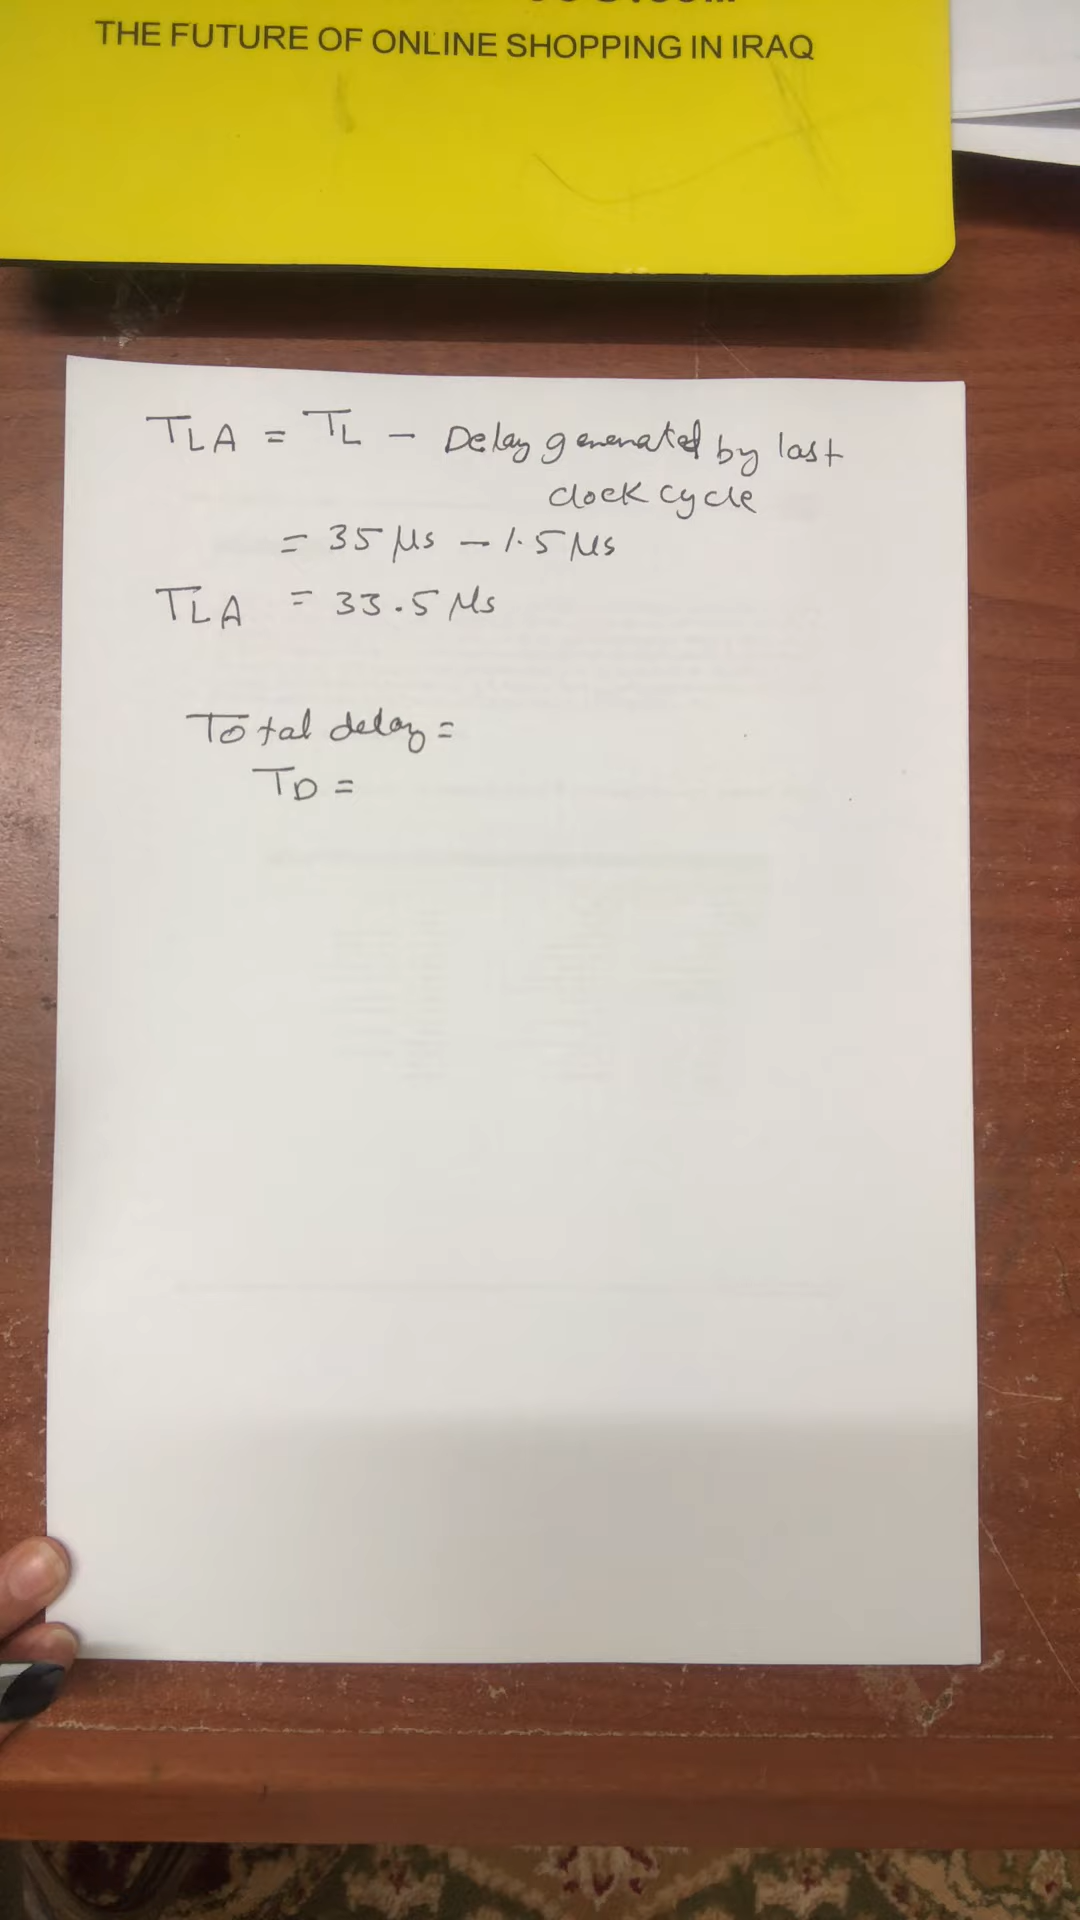 THE FUTURE OF ONLINE SHOPPING IN IRAQ
TLA = TL - Delay generated by last
clock cycle
= 35 μs - 1.5 μs
TLA = 33.5 μs
Total delay =
TD =